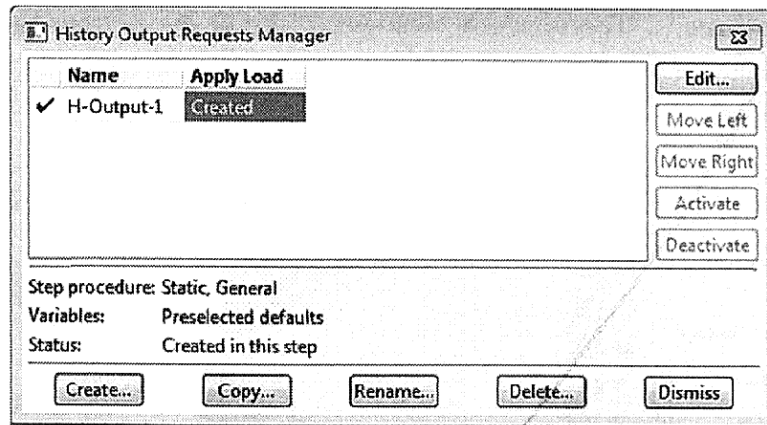 History Output Requests Manager
Name Apply Load
✔ H-Output-1 Created
Edit...
Move Left
Move Right
Activate
Deactivate
Step procedure: Static, General
Variables: Preselected defaults
Status: Created in this step
Create... Copy... Rename... Delete... Dismiss